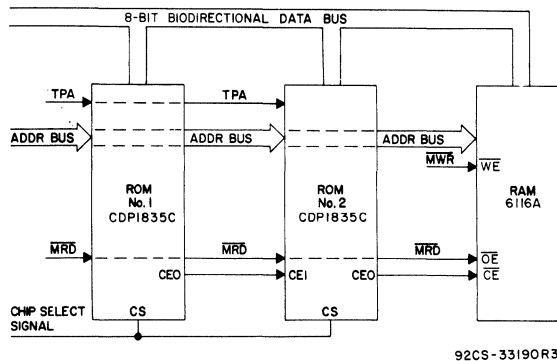 8-BIT BIODIRECTIONAL DATA BUS
TPA
TPA
ADDR BUS
ADDR BUS
ADDR BUS
MWR
WE
ROM
No. 1
CDP1835C
ROM
No. 2
CDP1835C
RAM
6116A
MRD
MRD
MRD
OE
CEO
CEI
CEO
CE
CHIP SELECT
SIGNAL
CS
CS
92CS-33190R3